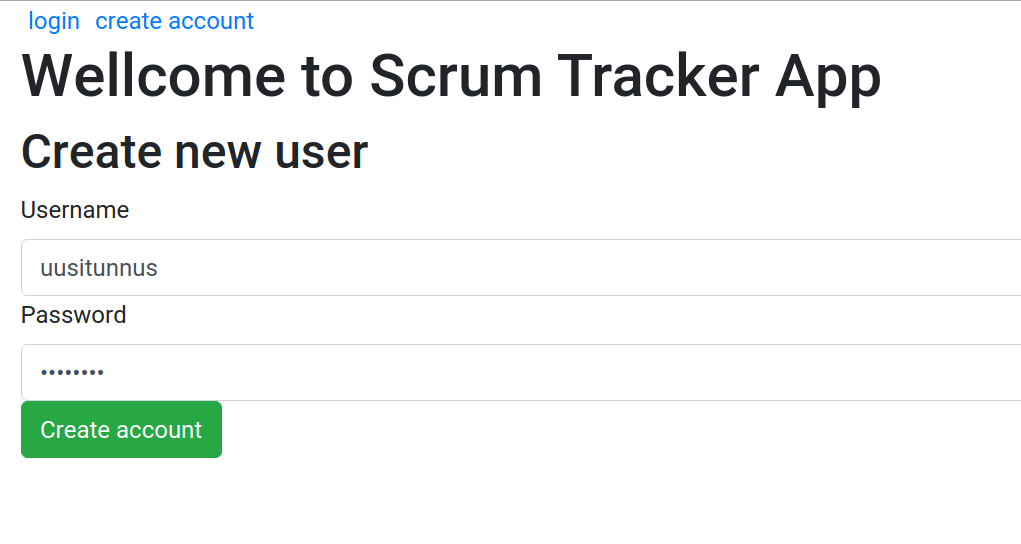 login create account
Wellcome to Scrum Tracker App
Create new user
Username
uusitunnus
Password
••••••••
Create account